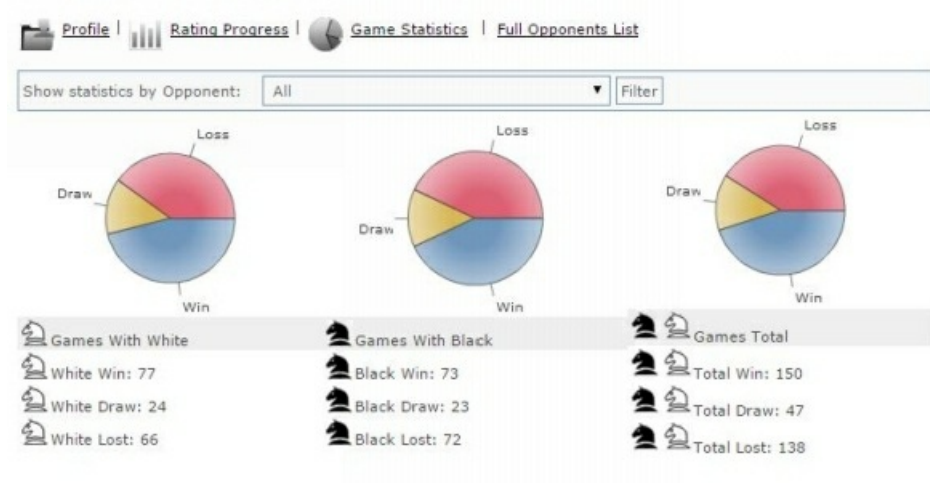 Profile | Rating Progress | Game Statistics | Full Opponents List
Show statistics by Opponent: All ▼ Filter
Loss
Draw
Win
Loss
Draw
Win
Loss
Draw
Win
Games With White
White Win: 77
White Draw: 24
White Lost: 66
Games With Black
Black Win: 73
Black Draw: 23
Black Lost: 72
Games Total
Total Win: 150
Total Draw: 47
Total Lost: 138